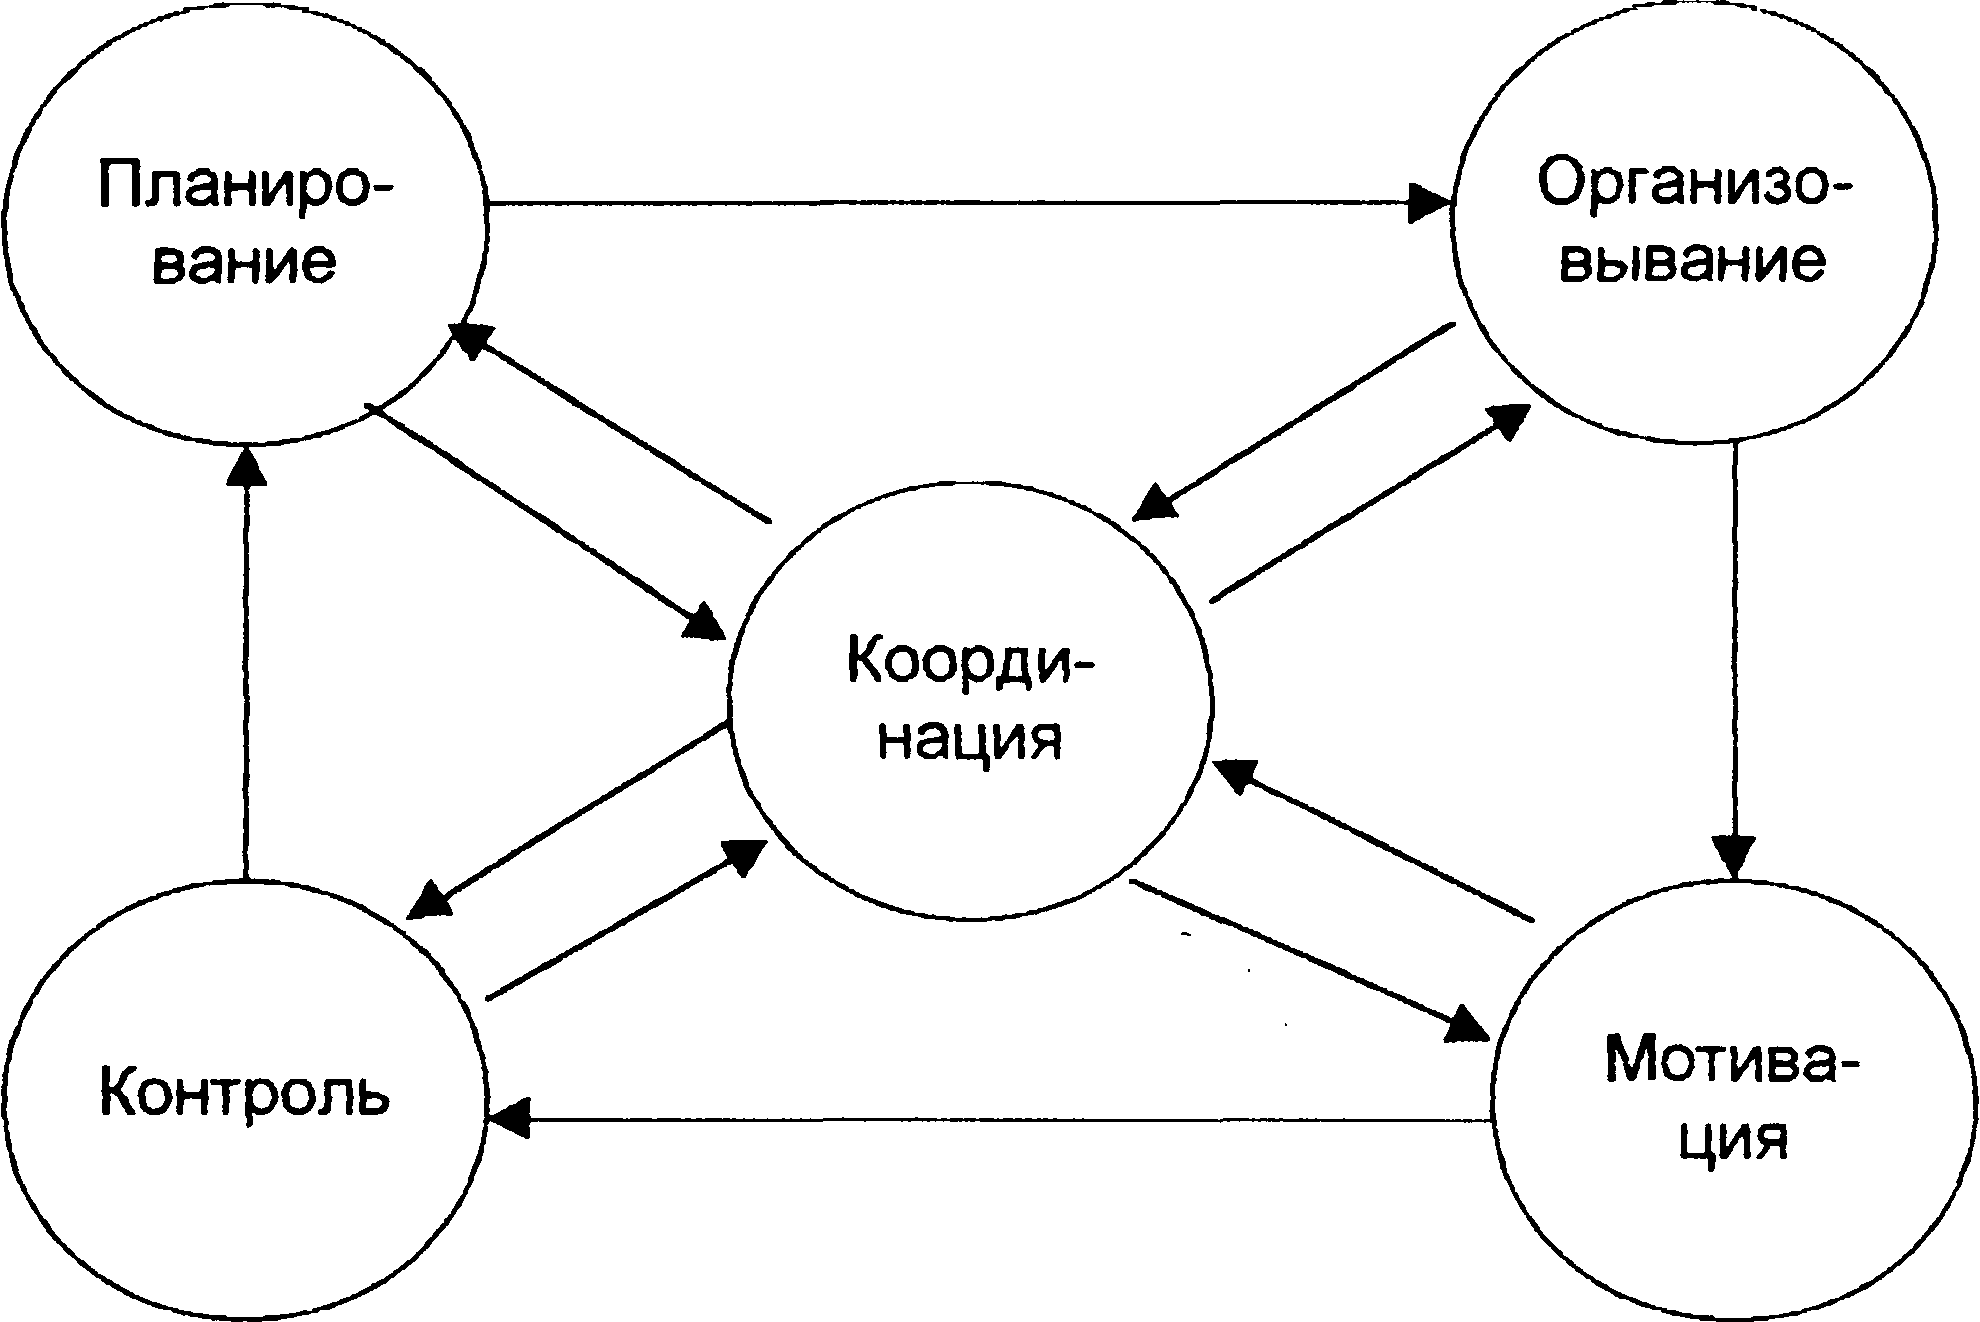 Планиро-
вание
Организо-
вывание
Коорди-
нация
Контроль
Мотива-
ция